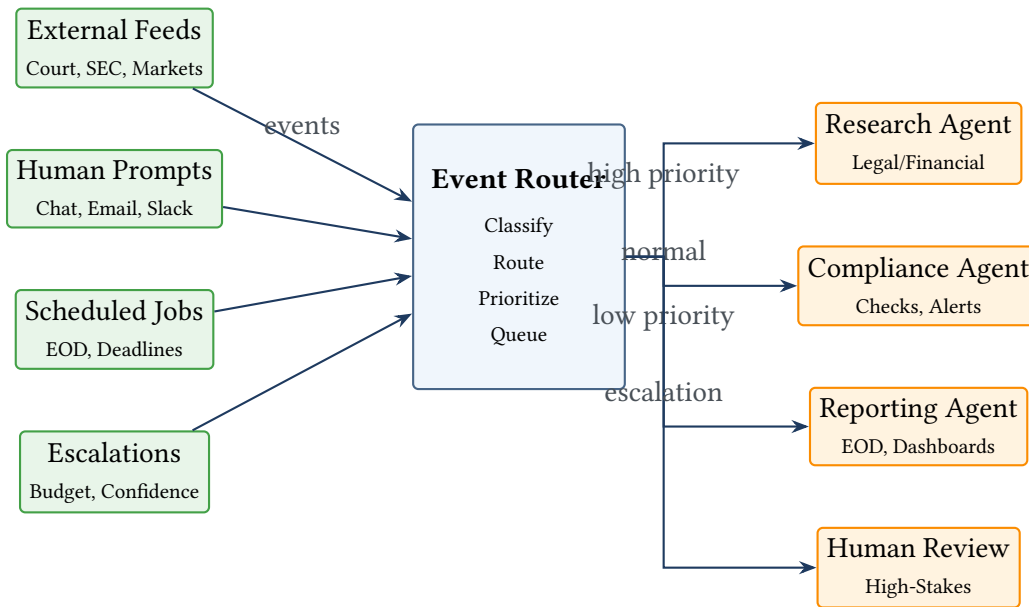 External Feeds
Court, SEC, Markets
events
Human Prompts
Chat, Email, Slack
Scheduled Jobs
EOD, Deadlines
Escalations
Budget, Confidence
Event Router
Classify
Route
Prioritize
Queue
high priority
normal
low priority
escalation
Research Agent
Legal/Financial
Compliance Agent
Checks, Alerts
Reporting Agent
EOD, Dashboards
Human Review
High-Stakes